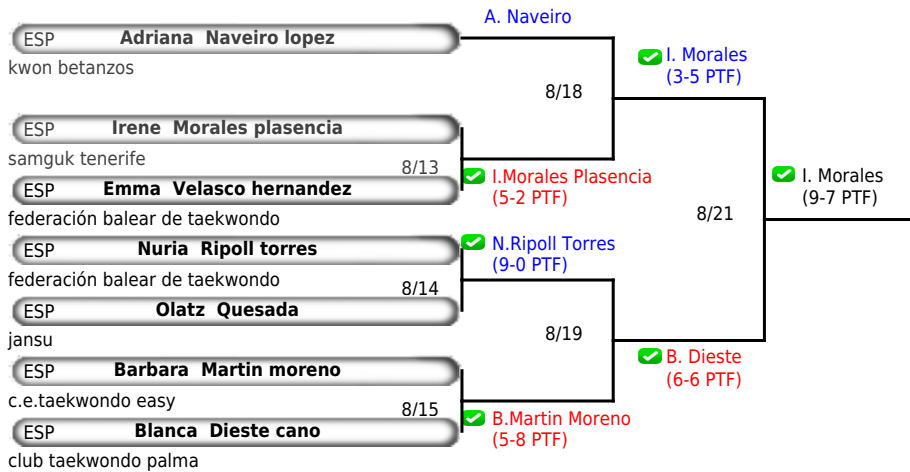 A. Naveiro
ESP Adriana Naveiro lopez
kwon betanzos
I. Morales
(3-5 PTF)
8/18
ESP Irene Morales plasencia
samguk tenerife
8/13
I.Morales Plasencia
(5-2 PTF)
I. Morales
(9-7 PTF)
ESP Emma Velasco hernandez
federación balear de taekwondo
8/21
ESP Nuria Ripoll torres
N.Ripoll Torres
(9-0 PTF)
federación balear de taekwondo
8/14
ESP Olatz Quesada
jansu
8/19
ESP Barbara Martin moreno
B. Dieste
(6-6 PTF)
c.e.taekwondo easy
8/15
B.Martin Moreno
(5-8 PTF)
ESP Blanca Dieste cano
club taekwondo palma